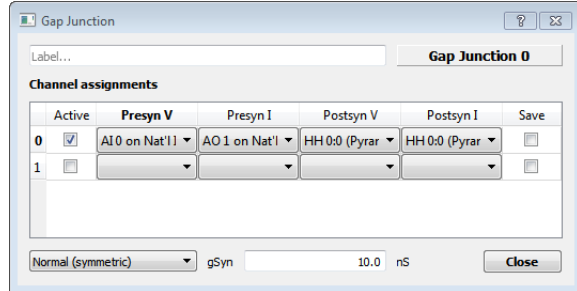 Gap Junction
Label...
Gap Junction 0
Channel assignments
Active Presyn V Presyn I Postsyn V Postsyn I Save
0 AI 0 on Nat'l I AO 1 on Nat'l HH 0:0 (Pyrar HH 0:0 (Pyrar
1
Normal (symmetric) gSyn 10.0 nS Close